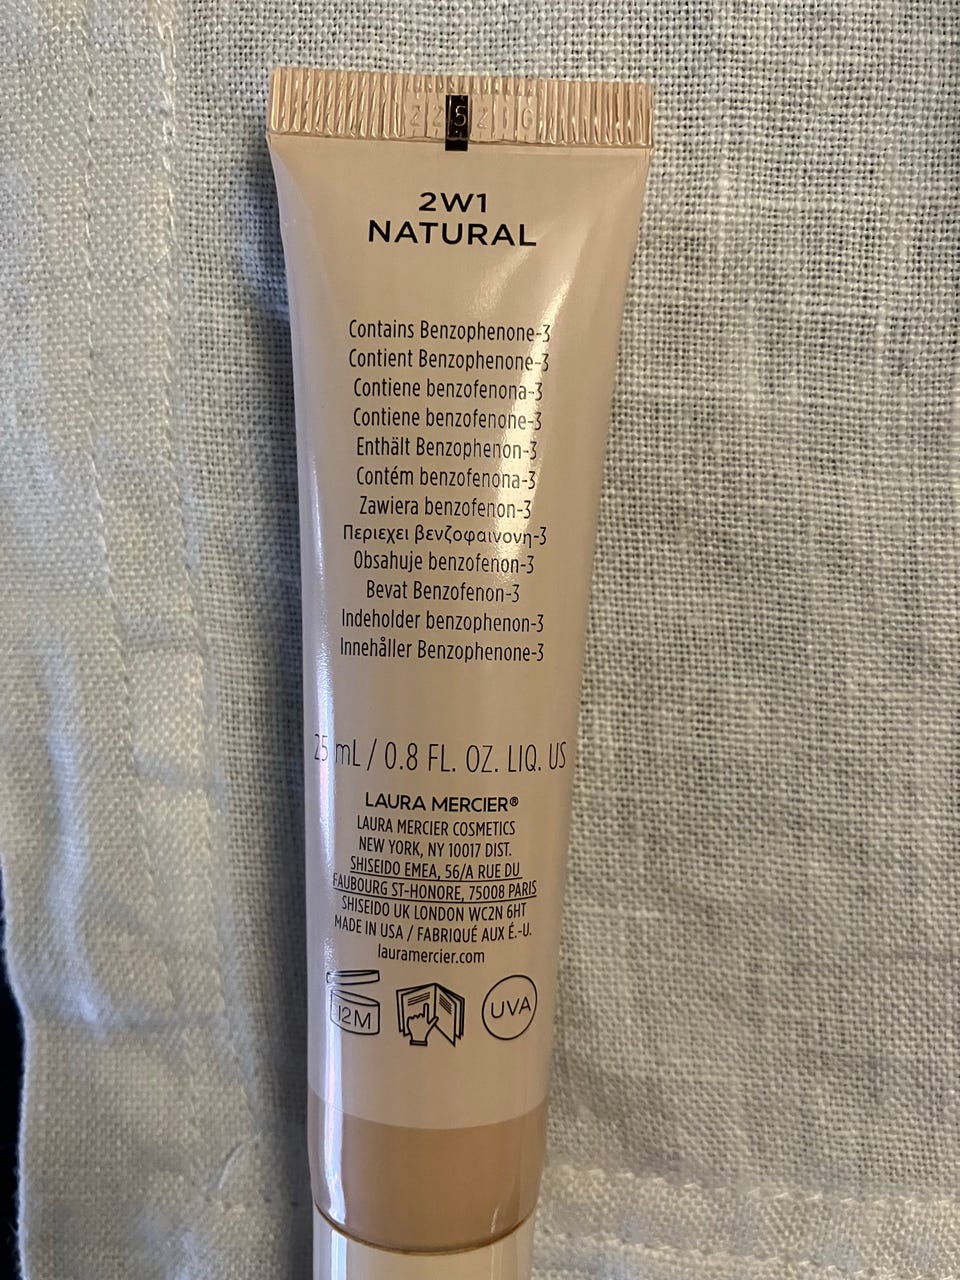 225216
2W1
NATURAL
Contains Benzophenone-3
Contient Benzophenone-3
Contiene benzofenona-3
Contiene benzofenone-3
Enthält Benzophenon-3
Contém benzofenona-3
Zawiera benzofenon-3
Περιεχει βενζοφαινονη-3
Obsahuje benzofenon-3
Bevat Benzofenon-3
Indeholder benzophenon-3
Innehåller Benzophenone-3
25 mL / 0.8 FL. OZ. LIQ. US
LAURA MERCIER®
LAURA MERCIER COSMETICS
NEW YORK, NY 10017 DIST.
SHISEIDO EMEA, 56/A RUE DU
FAUBOURG ST-HONORE, 75008 PARIS
SHISEIDO UK LONDON WC2N 6HT
MADE IN USA / FABRIQUÉ AUX É.-U.
lauramercier.com
12M
UVA